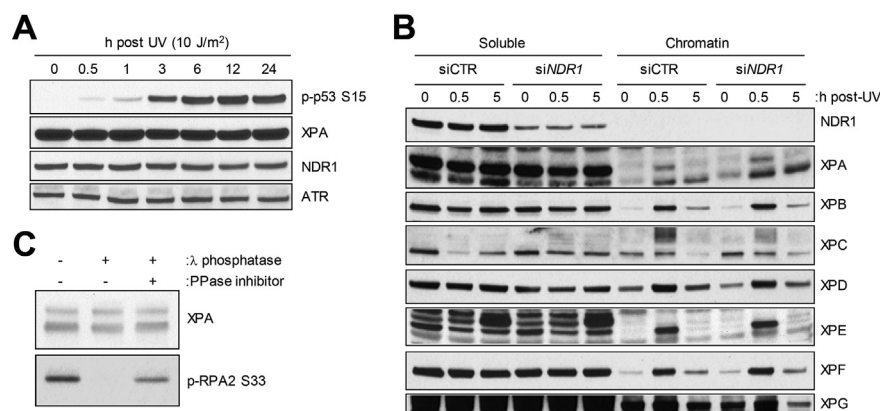 A
h post UV (10 J/m²)
0 0.5 1 3 6 12 24
p-p53 S15
XPA
NDR1
ATR
B
Soluble Chromatin
siCTR siNDR1 siCTR siNDR1
0 0.5 5 0 0.5 5 0 0.5 5 0 0.5 5 :h post-UV
NDR1
XPA
XPB
XPC
XPD
XPE
XPF
XPG
C
- + + :λ phosphatase
- - + :PPase inhibitor
XPA
p-RPA2 S33